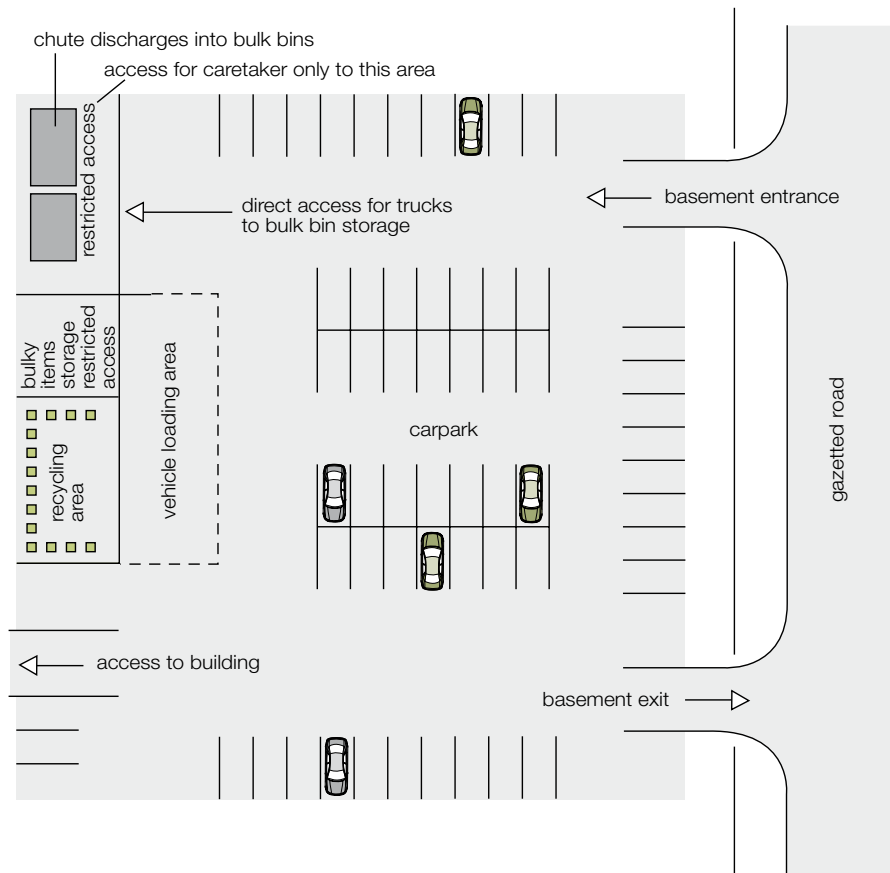 chute discharges into bulk bins
access for caretaker only to this area
restricted access
direct access for trucks
to bulk bin storage
basement entrance
bulky
items
storage
restricted
access
vehicle loading area
carpark
recycling
area
gazetted road
access to building
basement exit